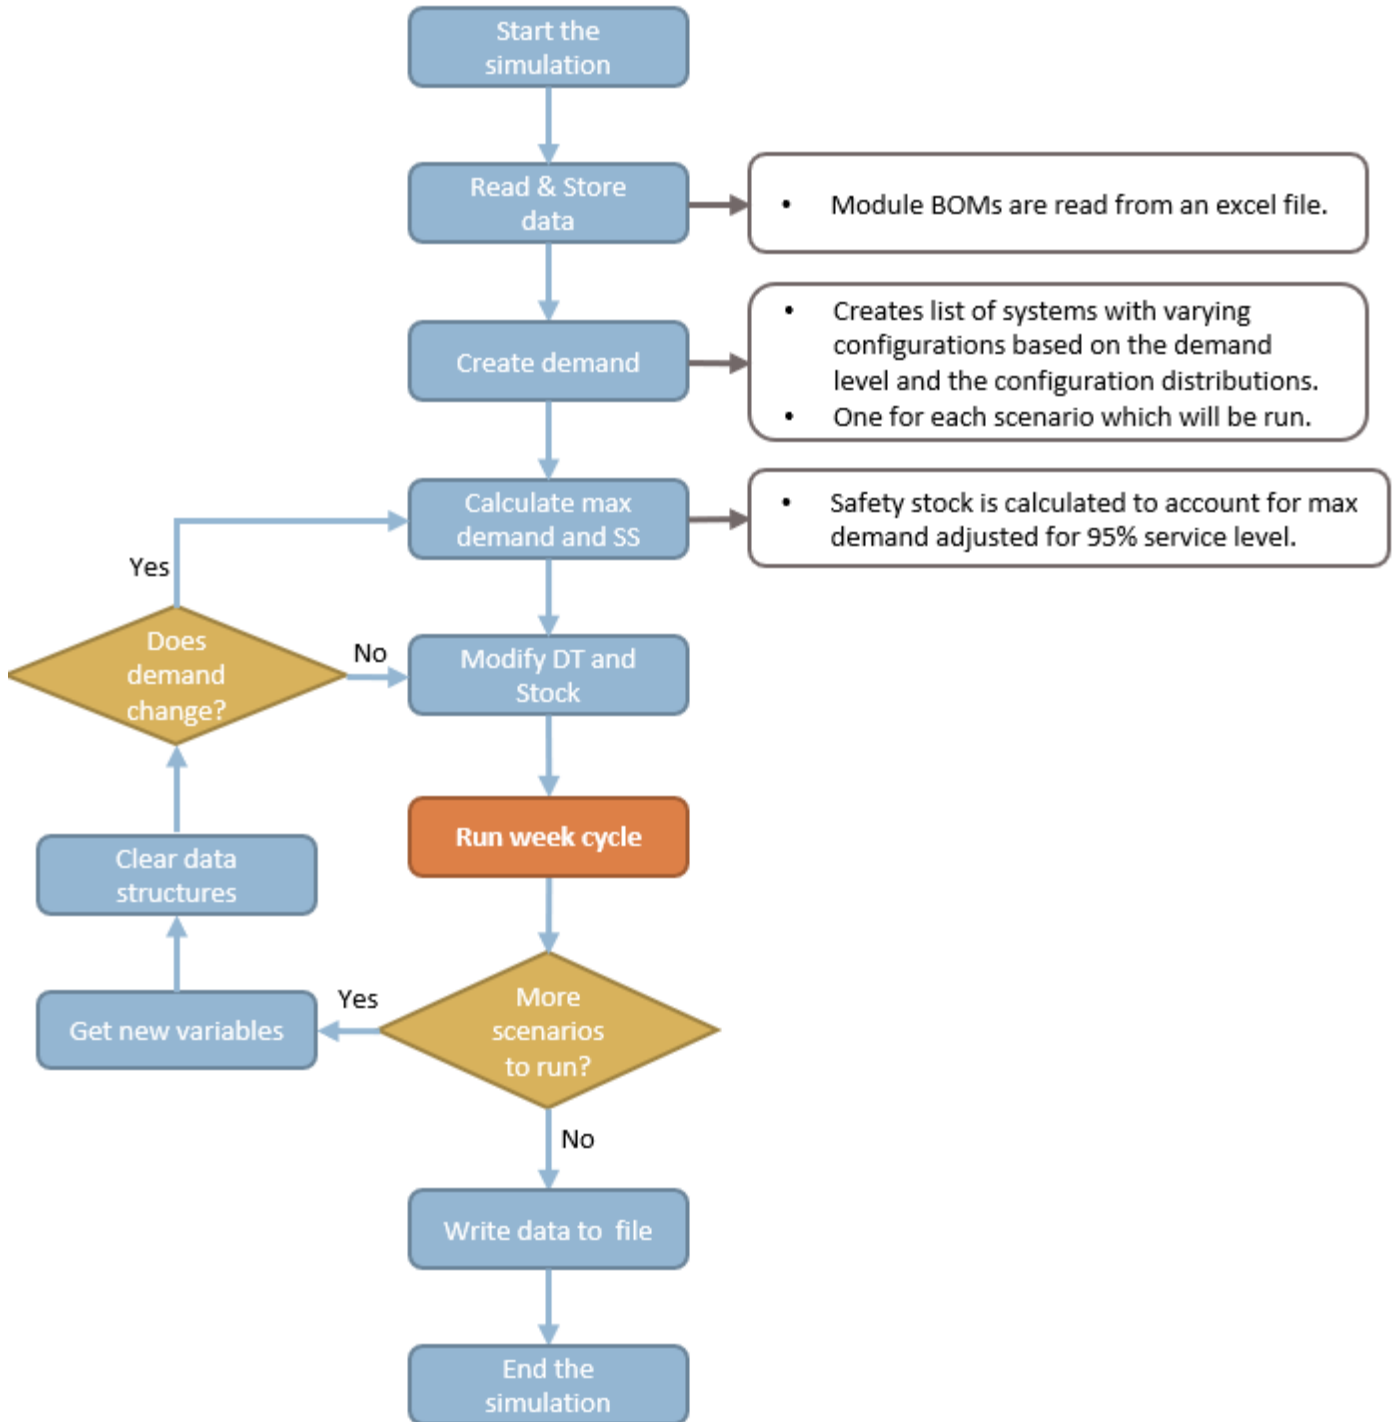 Start the
simulation
Read & Store
data
• Module BOMs are read from an excel file.
Create demand
• Creates list of systems with varying
configurations based on the demand
level and the configuration distributions.
• One for each scenario which will be run.
Calculate max
demand and SS
• Safety stock is calculated to account for max
demand adjusted for 95% service level.
Yes
Does
demand
change?
No
Modify DT and
Stock
Run week cycle
Clear data
structures
Get new variables
Yes
More
scenarios
to run?
No
Write data to file
End the
simulation